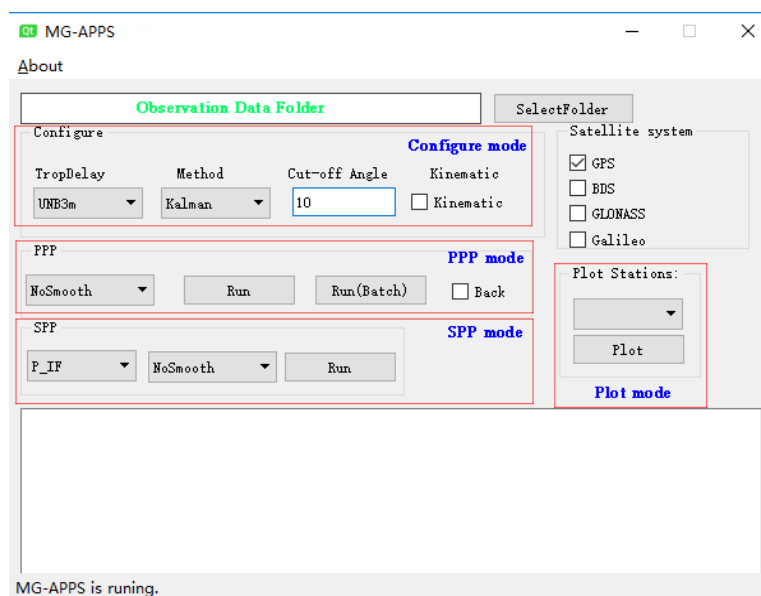 MG-APPS
About
Observation Data Folder
SelectFolder
Configure
Configure mode
TropDelay Method Cut-off Angle Kinematic
UNB3m Kalman 10 Kinematic
Satellite system
GPS
BDS
GLONASS
Galileo
PPP
PPP mode
NoSmooth Run Run(Batch) Back
SPP
SPP mode
P_IF NoSmooth Run
Plot Stations:
Plot
Plot mode
MG-APPS is runing.